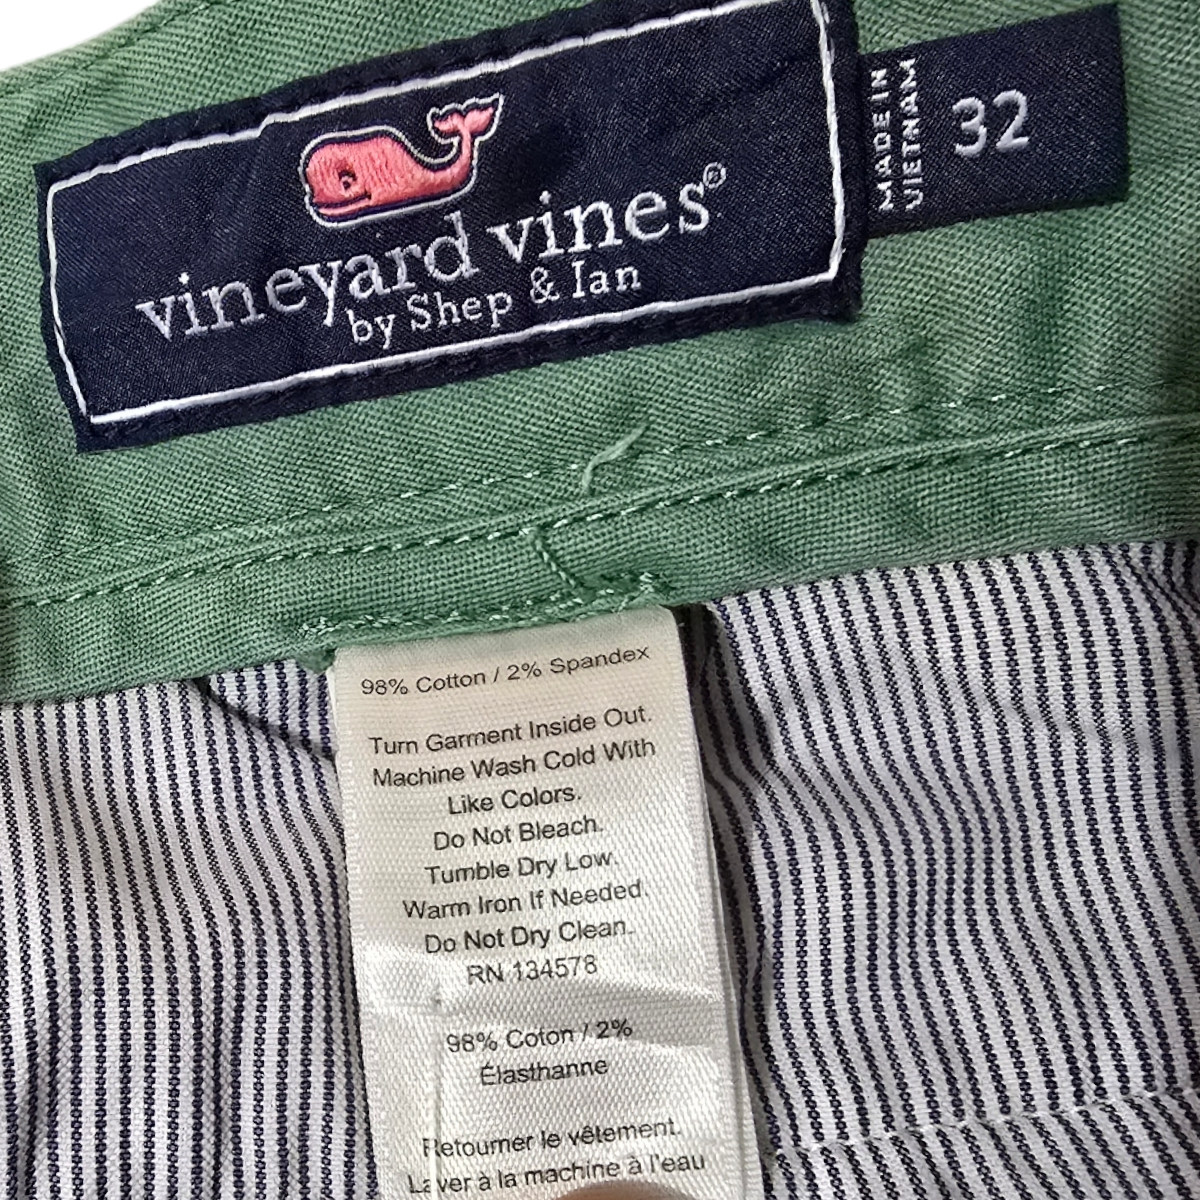 vineyard vines®
by Shep & Ian
MADE IN
VIETNAM
32
98% Cotton / 2% Spandex
Turn Garment Inside Out.
Machine Wash Cold With
Like Colors.
Do Not Bleach.
Tumble Dry Low.
Warm Iron If Needed.
Do Not Dry Clean.
RN 134578
98% Coton / 2%
Élasthanne
Retourner le vêtement.
Laver à la machine à l'eau